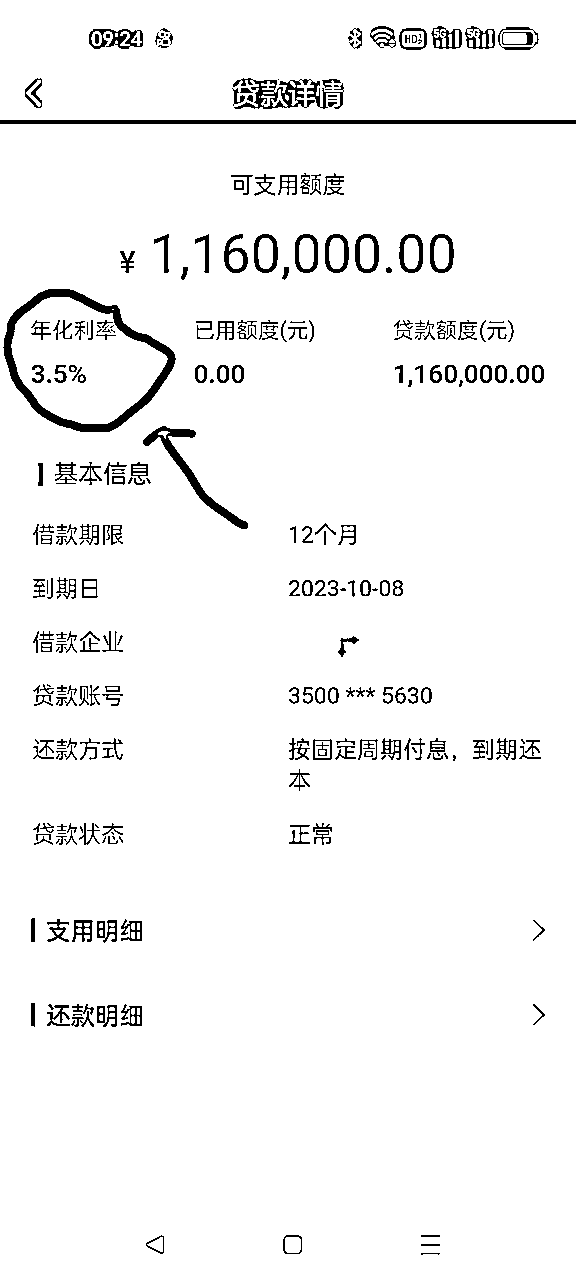 09:24
贷款详情
可支用额度
¥ 1,160,000.00
年化利率 已用额度(元) 贷款额度(元)
3.5% 0.00 1,160,000.00
基本信息
借款期限 12个月
到期日 2023-10-08
借款企业
贷款账号 3500 *** 5630
还款方式 按固定周期付息，到期还
本
贷款状态 正常
支用明细
还款明细